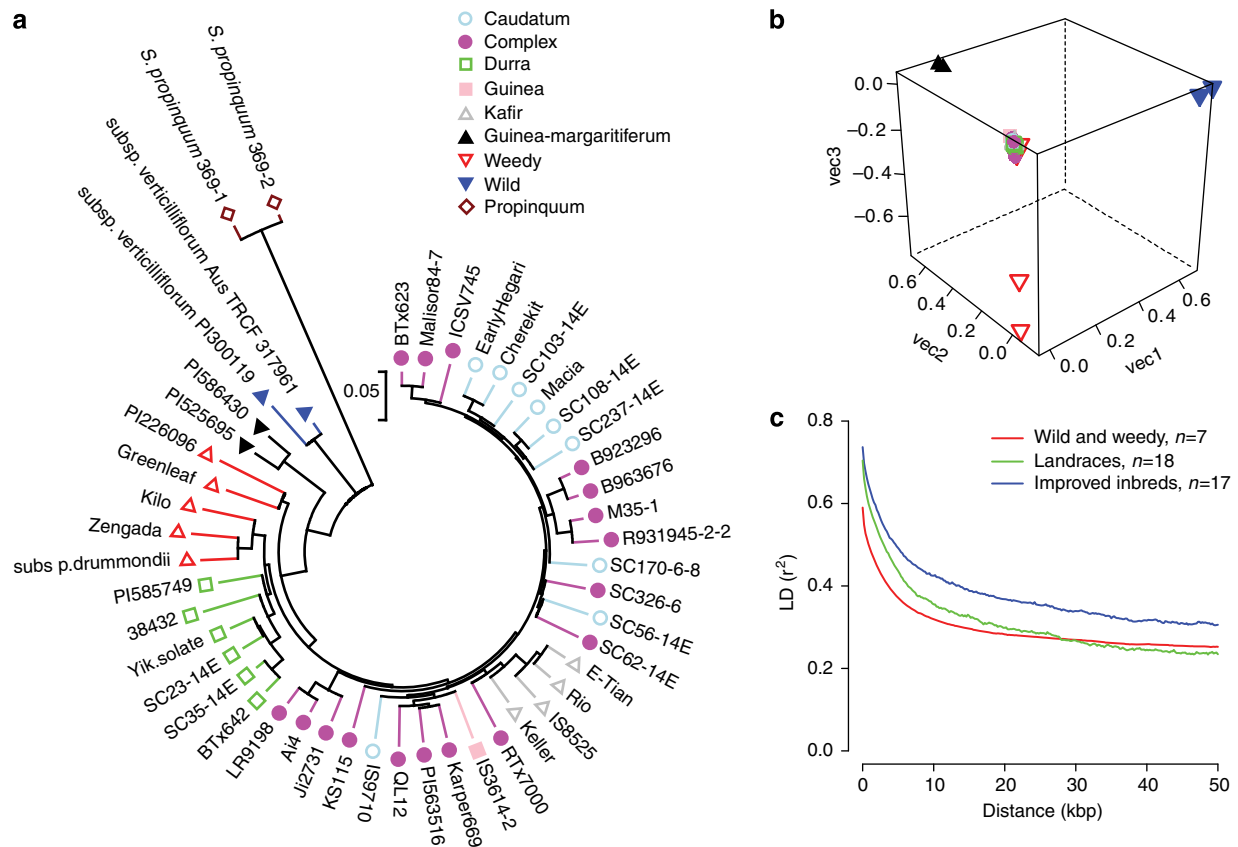 a
Caudatum
Complex
Durra
Guinea
Kafir
Guinea-margaritiferum
Weedy
Wild
Propinquum
S. propinquum 369-2
S. propinquum 369-1
subsp. verticilliflorum Aus TRCF 317961
subsp. verticilliflorum PI300119
PI586430
PI525695
PI226096
Greenleaf
Kilo
Zengada
subs p.drummondii
PI585749
38432
Yik.solate
SC23-14E
SC35-14E
BTx642
LR9198
Ai4
Ji2731
KS115
IS9710
QL12
PI563516
Karper669
IS3614-2
RTx7000
Keller
IS8525
Rio
E-Tian
SC62-14E
SC56-14E
SC326-6
SC170-6-8
R931945-2-2
M35-1
B963676
B923296
SC237-14E
SC108-14E
Macia
SC103-14E
Cherekit
EarlyHegari
ICSV745
Malisor84-7
BTx623
0.05
b
0.0
−0.2
−0.4
−0.6
vec3
0.6
0.4
0.2
0.0
vec2
0.0
0.2
0.4
0.6
vec1
c
0.8
0.6
0.4
0.2
0.0
LD (r²)
Wild and weedy, n=7
Landraces, n=18
Improved inbreds, n=17
0 10 20 30 40 50
Distance (kbp)